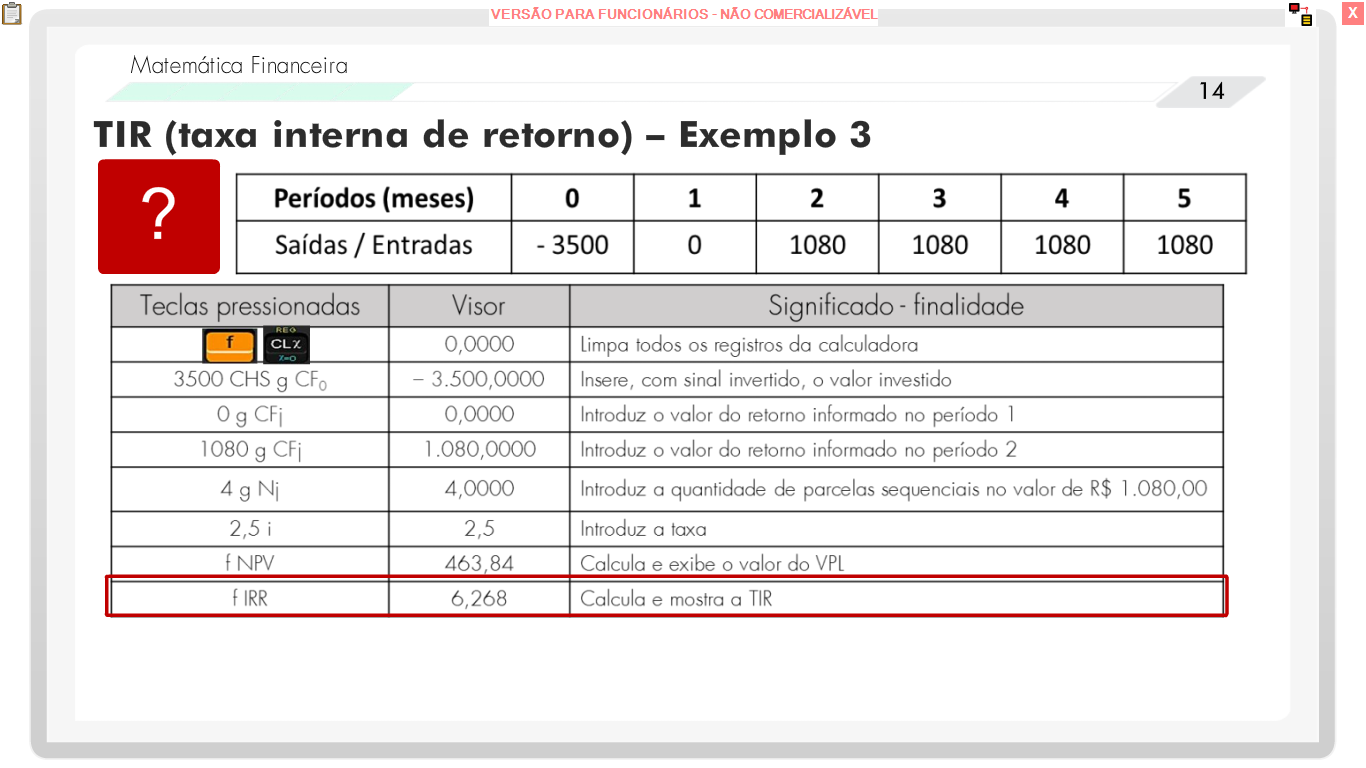 VERSÃO PARA FUNCIONÁRIOS - NÃO COMERCIALIZÁVEL
X
Matemática Financeira
14
TIR (taxa interna de retorno) – Exemplo 3
?
Períodos (meses) 0 1 2 3 4 5
Saídas / Entradas - 3500 0 1080 1080 1080 1080
Teclas pressionadas Visor Significado - finalidade
f REG CLX X=0 0,0000 Limpa todos os registros da calculadora
3500 CHS g CF₀ – 3.500,0000 Insere, com sinal invertido, o valor investido
0 g CFj 0,0000 Introduz o valor do retorno informado no período 1
1080 g CFj 1.080,0000 Introduz o valor do retorno informado no período 2
4 g Nj 4,0000 Introduz a quantidade de parcelas sequenciais no valor de R$ 1.080,00
2,5 i 2,5 Introduz a taxa
f NPV 463,84 Calcula e exibe o valor do VPL
f IRR 6,268 Calcula e mostra a TIR